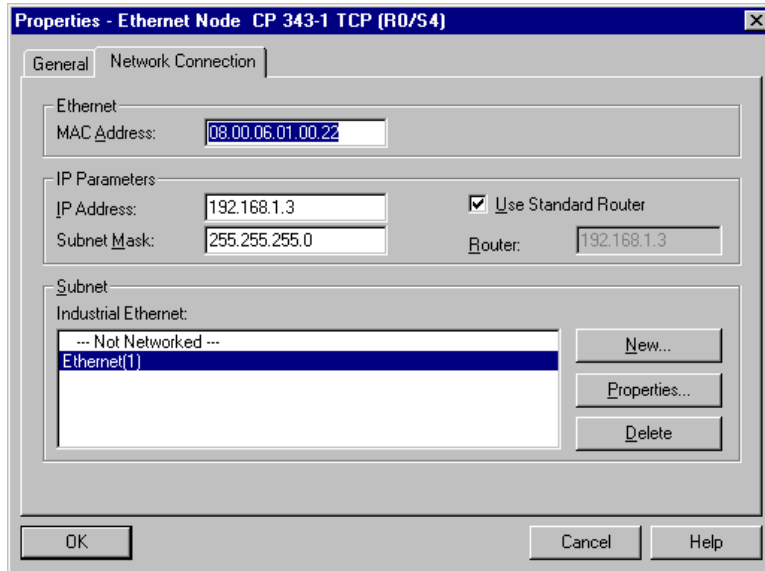 Properties - Ethernet Node CP 343-1 TCP (R0/S4)
General Network Connection
Ethernet
MAC Address: 08.00.06.01.00.22
IP Parameters
IP Address: 192.168.1.3
Use Standard Router
Subnet Mask: 255.255.255.0
Router: 192.168.1.3
Subnet
Industrial Ethernet:
--- Not Networked ---
Ethernet(1)
New...
Properties...
Delete
OK Cancel Help